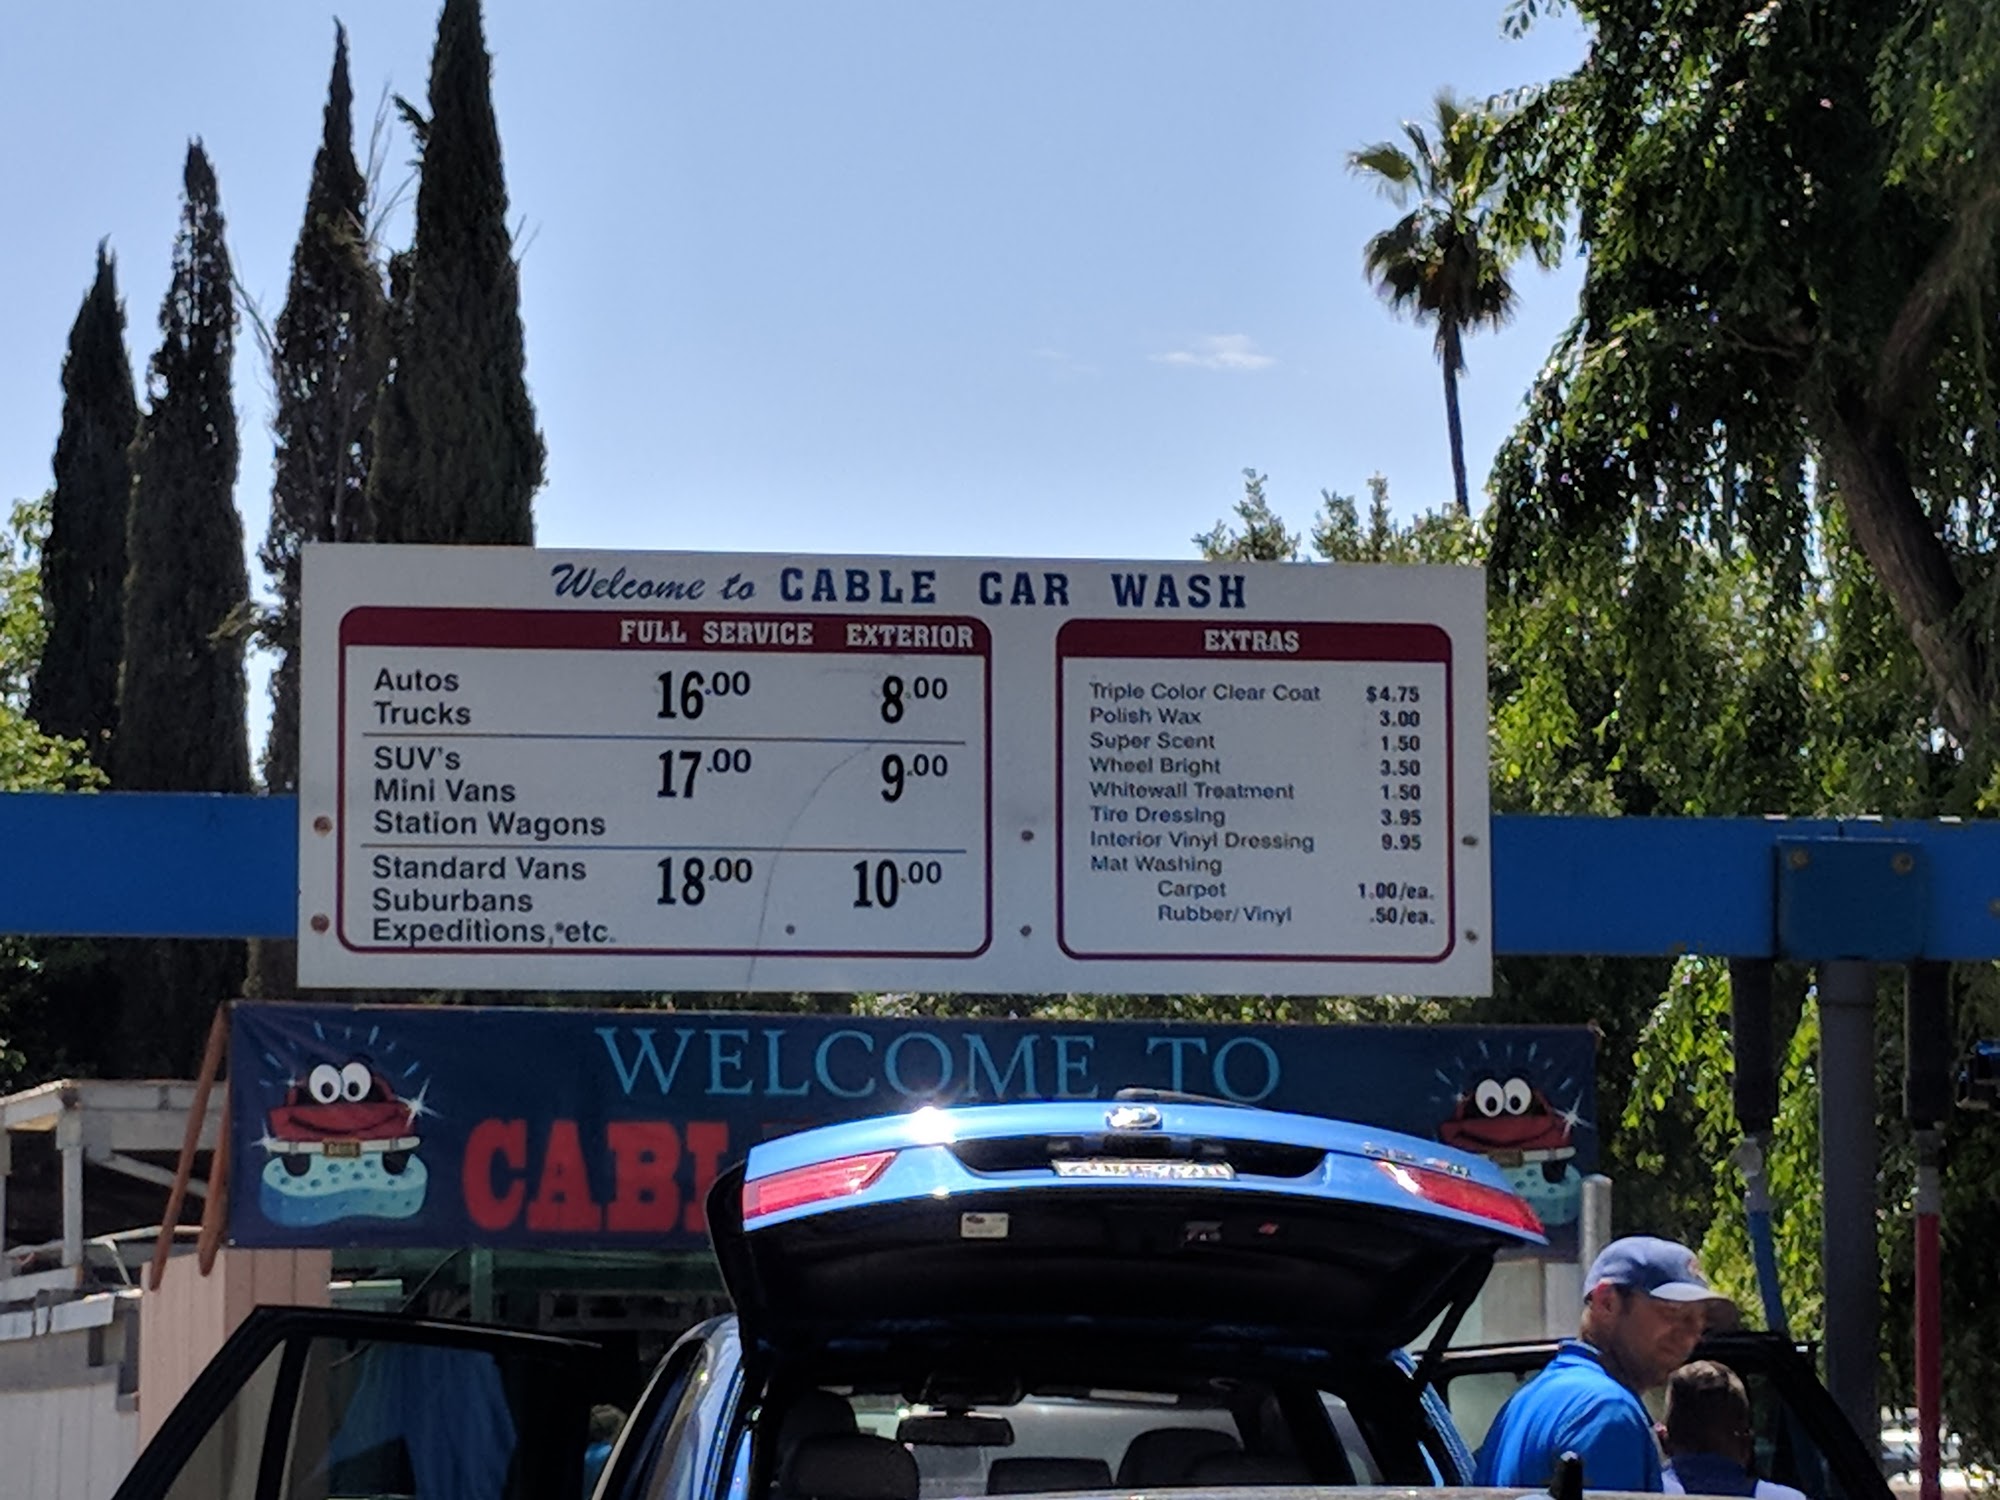 Welcome to CABLE CAR WASH
FULL SERVICE EXTERIOR
Autos
Trucks
16.00 8.00
SUV's
Mini Vans
Station Wagons
17.00 9.00
Standard Vans
Suburbans
Expeditions, etc.
18.00 10.00
EXTRAS
Triple Color Clear Coat $4.75
Polish Wax 3.00
Super Scent 1.50
Wheel Bright 3.50
Whitewall Treatment 1.50
Tire Dressing 3.95
Interior Vinyl Dressing 9.95
Mat Washing
Carpet 1.00/ea.
Rubber/Vinyl .50/ea.
WELCOME TO